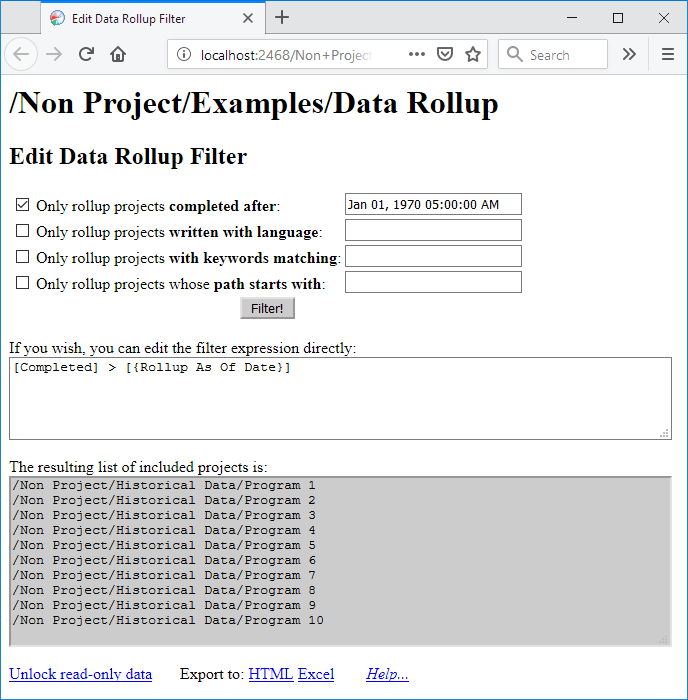 Edit Data Rollup Filter
localhost:2468/Non+Project
Search
/Non Project/Examples/Data Rollup
Edit Data Rollup Filter
Only rollup projects completed after: Jan 01, 1970 05:00:00 AM
Only rollup projects written with language:
Only rollup projects with keywords matching:
Only rollup projects whose path starts with:
Filter!
If you wish, you can edit the filter expression directly:
[Completed] > [{Rollup As Of Date}]
The resulting list of included projects is:
/Non Project/Historical Data/Program 1
/Non Project/Historical Data/Program 2
/Non Project/Historical Data/Program 3
/Non Project/Historical Data/Program 4
/Non Project/Historical Data/Program 5
/Non Project/Historical Data/Program 6
/Non Project/Historical Data/Program 7
/Non Project/Historical Data/Program 8
/Non Project/Historical Data/Program 9
/Non Project/Historical Data/Program 10
Unlock read-only data Export to: HTML Excel Help...